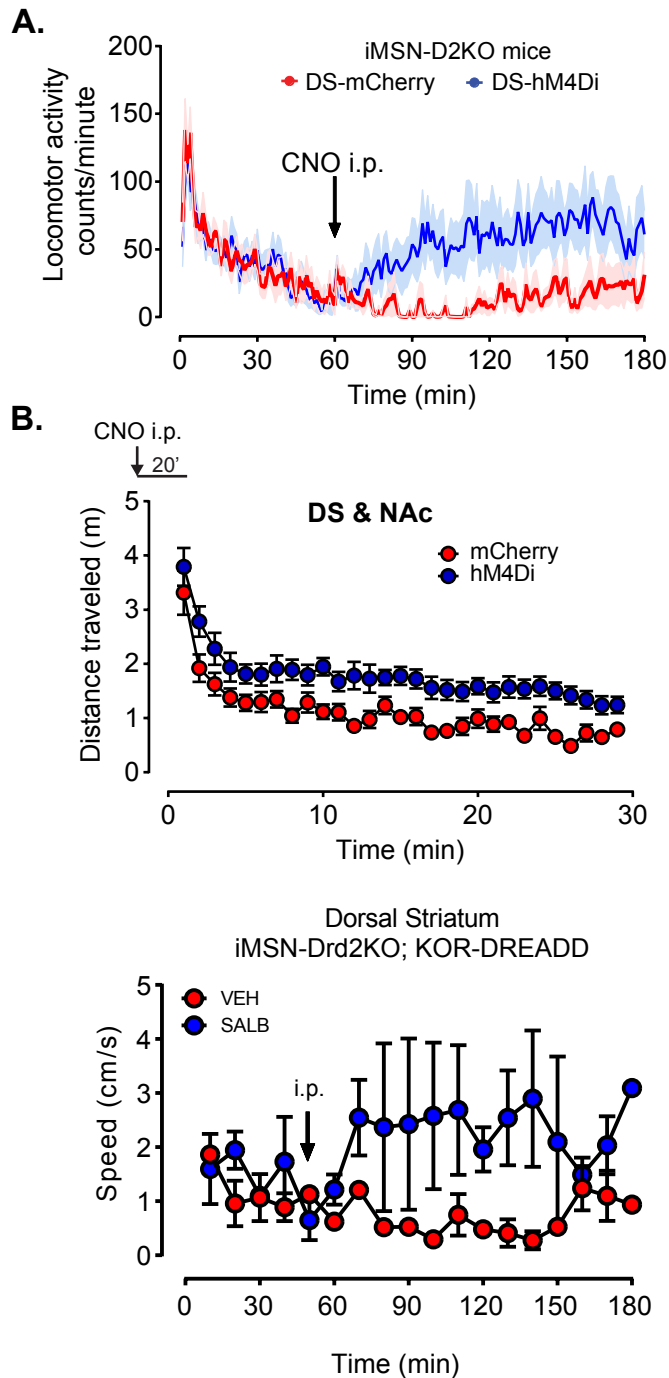 A.
iMSN-D2KO mice
DS-mCherry DS-hM4Di
CNO i.p.
Locomotor activity
counts/minute
200
150
100
50
0
0 30 60 90 120 150 180
Time (min)
B.
CNO i.p.
20'
DS & NAc
mCherry
hM4Di
Distance traveled (m)
5
4
3
2
1
0
0 10 20 30
Time (min)
Dorsal Striatum
iMSN-Drd2KO; KOR-DREADD
VEH
SALB
i.p.
Speed (cm/s)
5
4
3
2
1
0
0 30 60 90 120 150 180
Time (min)